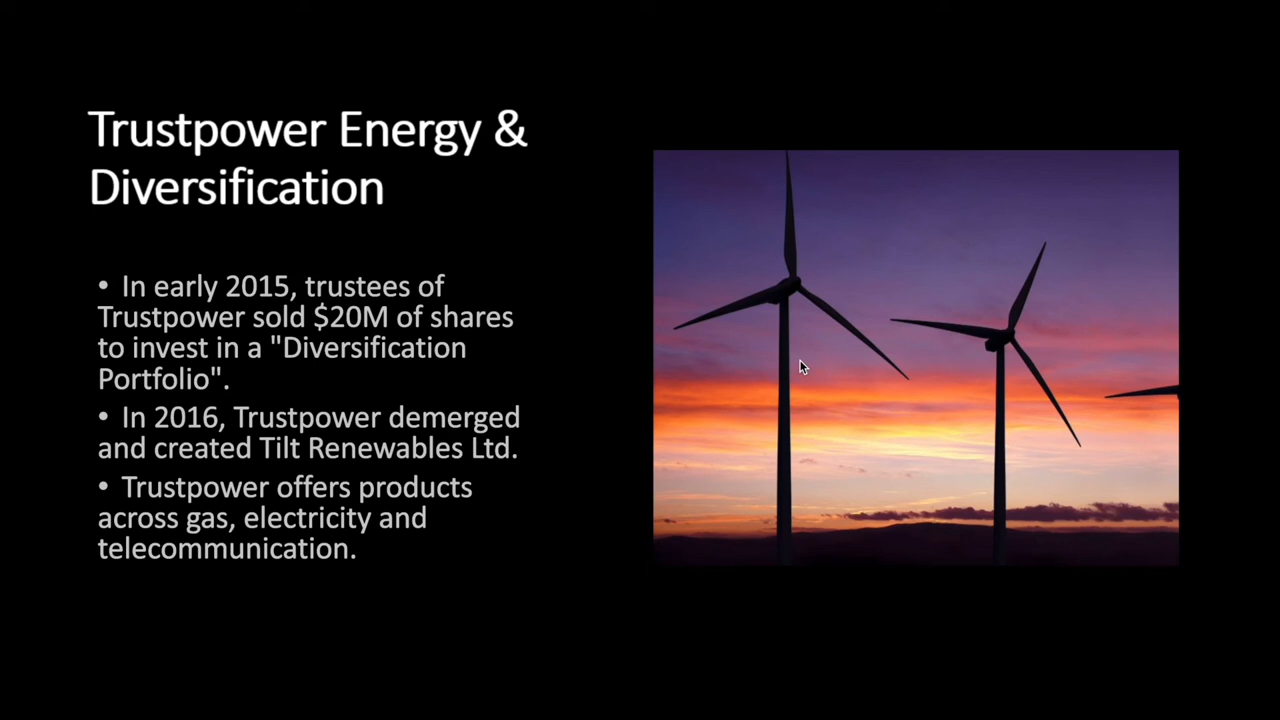 Trustpower Energy &
Diversification
• In early 2015, trustees of
Trustpower sold $20M of shares
to invest in a "Diversification
Portfolio".
• In 2016, Trustpower demerged
and created Tilt Renewables Ltd.
• Trustpower offers products
across gas, electricity and
telecommunication.